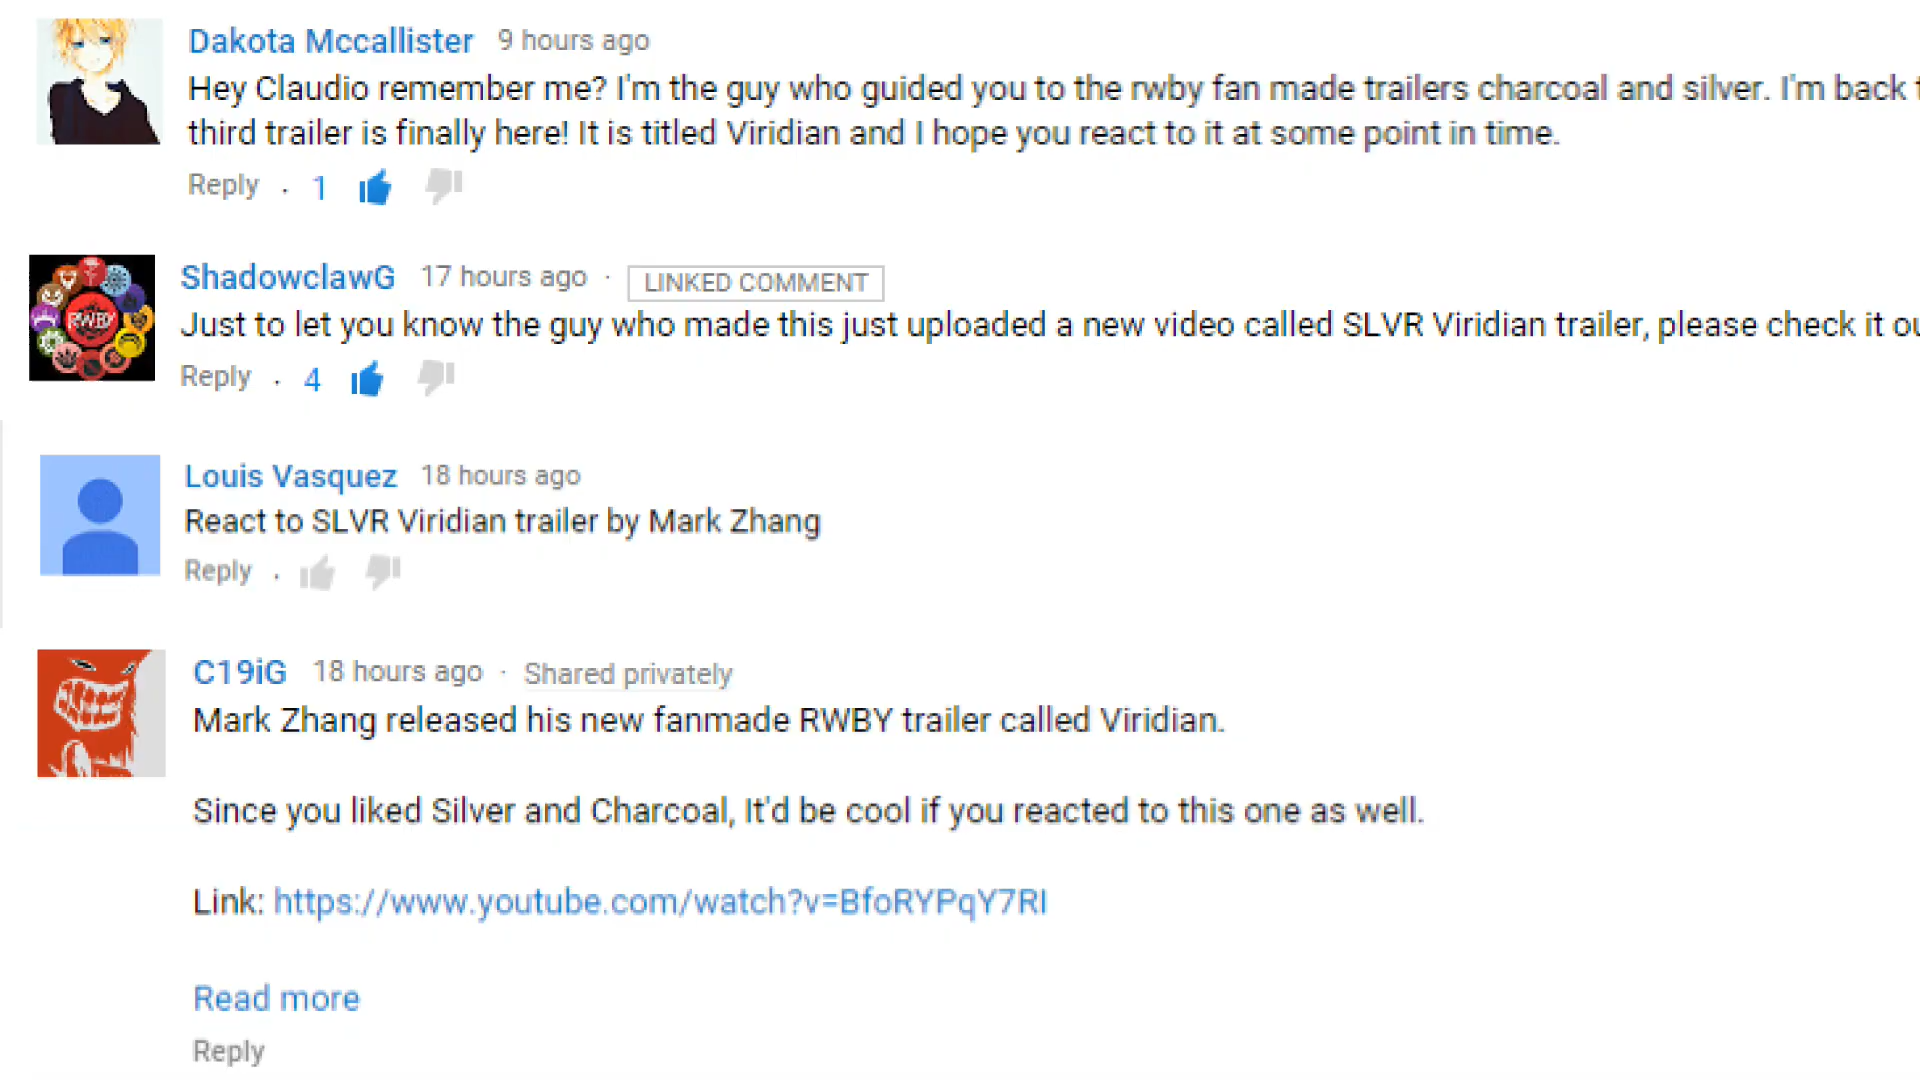 Dakota Mccallister 9 hours ago
Hey Claudio remember me? I'm the guy who guided you to the rwby fan made trailers charcoal and silver. I'm back
third trailer is finally here! It is titled Viridian and I hope you react to it at some point in time.
Reply . 1
ShadowclawG 17 hours ago · LINKED COMMENT
RWBY
Just to let you know the guy who made this just uploaded a new video called SLVR Viridian trailer, please check it
Reply . 4
Louis Vasquez 18 hours ago
React to SLVR Viridian trailer by Mark Zhang
Reply .
C19iG 18 hours ago · Shared privately
Mark Zhang released his new fanmade RWBY trailer called Viridian.
Since you liked Silver and Charcoal, It'd be cool if you reacted to this one as well.
Link: https://www.youtube.com/watch?v=BfoRYPqY7RI
Read more
Reply